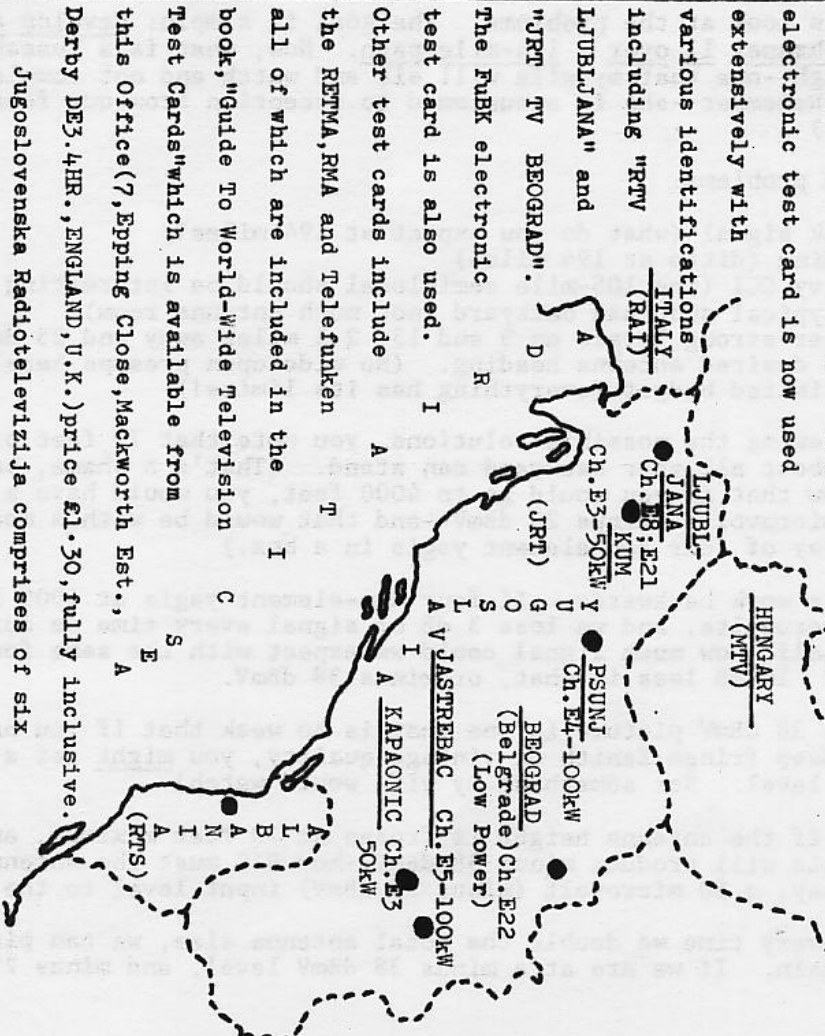 electronic test card is now used
extensively with
various identifications
including "RTV
LJUBLJANA" and
"JRT RTV BEOGRAD"
The FuBK electronic
test card is also used.
Other test cards include
the RETMA,RMA and Telefunken
all of which are included in the
book,"Guide To World-Wide Television
Test Cards"which is available from
this Office(7,Epping Close,Mackworth Est.
Derby DE3.4HR.,ENGLAND U.K.)price £1.30,fully inclusive.
Jugoslovenska Radiotelevizija comprises of six
ITALY
(RAI)
HUNGARY
(MTV)
LJUBL
JANA
Ch.E8;E21
KUM
Ch.E3-50kW
PSUNJ
Ch.E4-1000kW
YUGOSLAVIA
(JRT)
BEOGRAD
(Belgrade)Ch.E22
Low Power
JASTREBAC Ch.E5-100kW
KAPAONIC Ch.E3
50kW
ALBANIA
(RTS)
ADRIATIC SEA